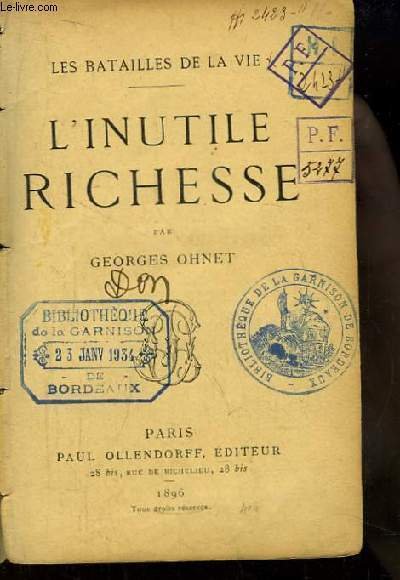 LE-LIVRE.COM
LES BATAILLES DE LA VIE
L'INUTILE
RICHESSE
PAR
GEORGES OHNET
Don
P. F.
5277
BIBLIOTHÈQUE
de la GARNISON
23 JANV 1934
DE
BORDEAUX
BIBLIOTHÈQUE DE LA GARNISON DE BORDEAUX
PARIS
PAUL OLLENDORFF, ÉDITEUR
28 bis, RUE DE RICHELIEU, 28 bis
1896
Tous droits réservés.